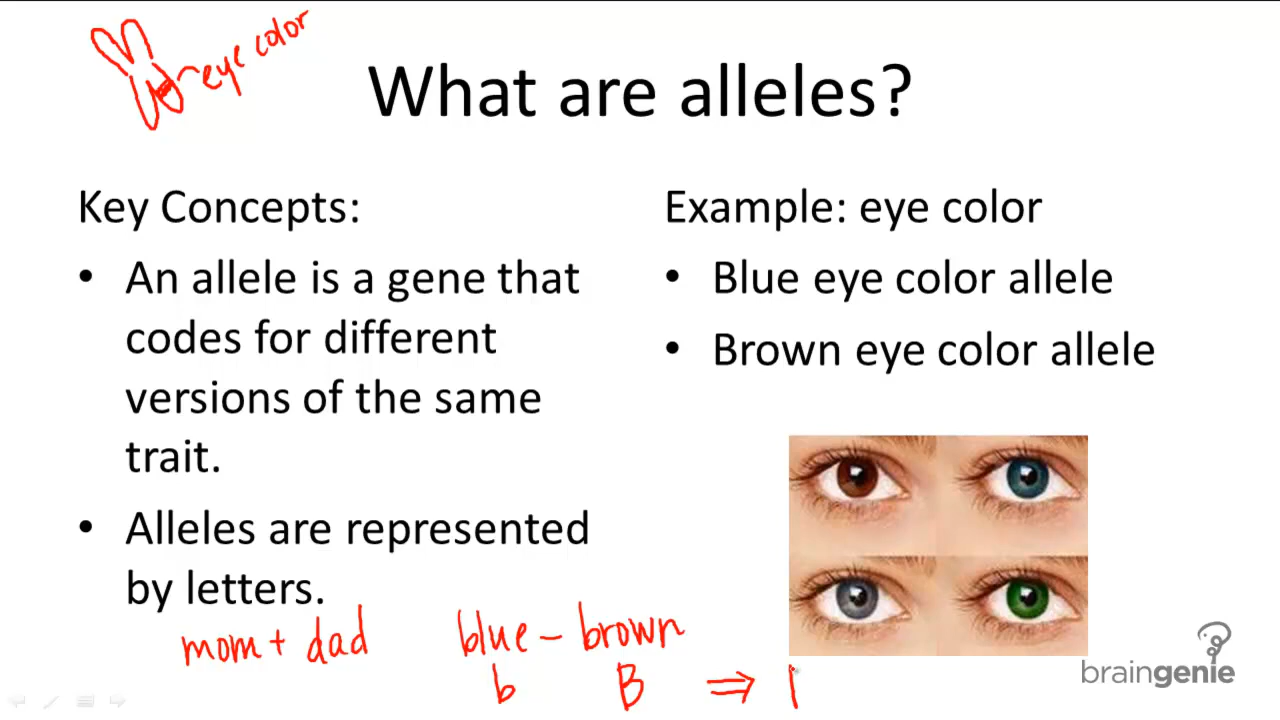 eye color
What are alleles?
Key Concepts:
• An allele is a gene that
codes for different
versions of the same
trait.
• Alleles are represented
by letters.
Example: eye color
• Blue eye color allele
• Brown eye color allele
mom + dad
blue – brown
b B ⇒
braingenie